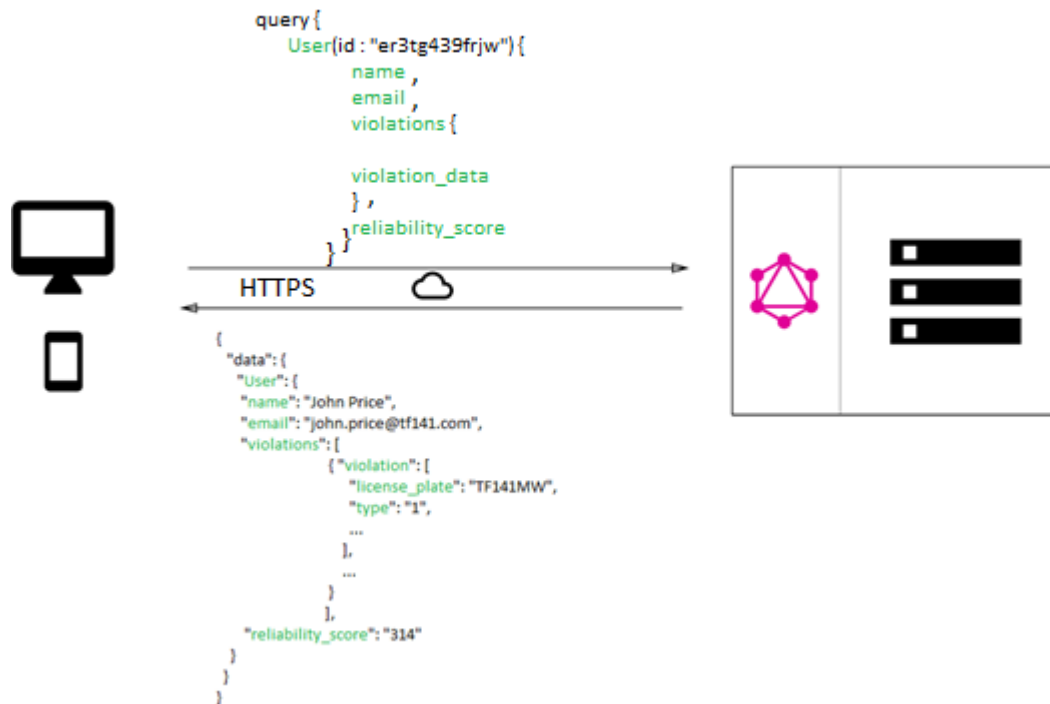 query {
User(id : "er3tg439frjw") {
name ,
email ,
violations {
violation_data
} ,
reliability_score
}
}
HTTPS
{
"data": {
"User": {
"name": "John Price",
"email": "john.price@tf141.com",
"violations": [
{ "violation": [
"license_plate": "TF141MW",
"type": "1",
...
],
...
}
],
"reliability_score": "314"
}
}
}